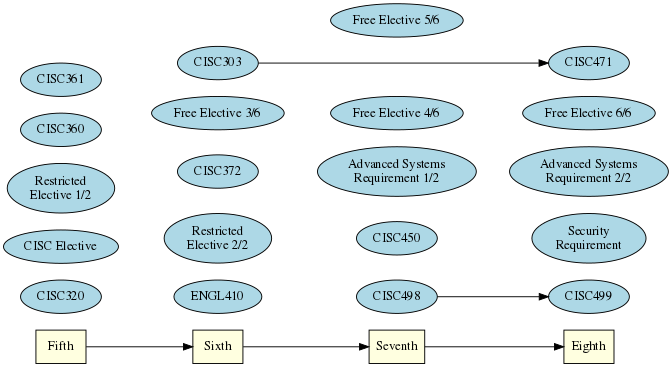 Free Elective 5/6
CISC303
CISC471
CISC361
Free Elective 3/6
Free Elective 4/6
Free Elective 6/6
CISC360
CISC372
Advanced Systems
Requirement 1/2
Advanced Systems
Requirement 2/2
Restricted
Elective 1/2
Restricted
Elective 2/2
CISC450
Security
Requirement
CISC Elective
CISC320
ENGL410
CISC498
CISC499
Fifth
Sixth
Seventh
Eighth